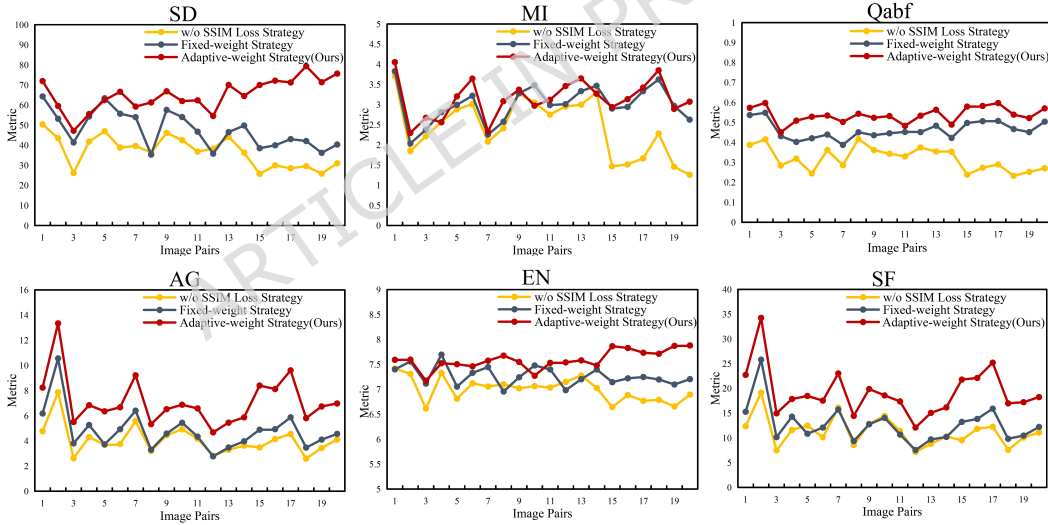 SD
MI
Qabf
w/o SSIM Loss Strategy
Fixed-weight Strategy
Adaptive-weight Strategy(Ours)
w/o SSIM Loss Strategy
Fixed-weight Strategy
Adaptive-weight Strategy(Ours)
w/o SSIM Loss Strategy
Fixed-weight Strategy
Adaptive-weight Strategy(Ours)
100
90
80
70
60
50
40
30
20
10
0
Metric
1 3 5 7 9 11 13 15 17 19
Image Pairs
5
4.5
4
3.5
3
2.5
2
1.5
1
0.5
0
Metric
1 3 5 7 9 11 13 15 17 19
Image Pairs
1
0.9
0.8
0.7
0.6
0.5
0.4
0.3
0.2
0.1
0
Metric
1 3 5 7 9 11 13 15 17 19
Image Pairs
AG
EN
SF
w/o SSIM Loss Strategy
Fixed-weight Strategy
Adaptive-weight Strategy(Ours)
w/o SSIM Loss Strategy
Fixed-weight Strategy
Adaptive-weight Strategy(Ours)
w/o SSIM Loss Strategy
Fixed-weight Strategy
Adaptive-weight Strategy(Ours)
16
14
12
10
8
6
4
2
0
Metric
1 3 5 7 9 11 13 15 17 19
Image Pairs
9
8.5
8
7.5
7
6.5
6
5.5
5
Metric
1 3 5 7 9 11 13 15 17 19
Image Pairs
40
35
30
25
20
15
10
5
0
Metric
1 3 5 7 9 11 13 15 17 19
Image Pairs
ARTICLE IN